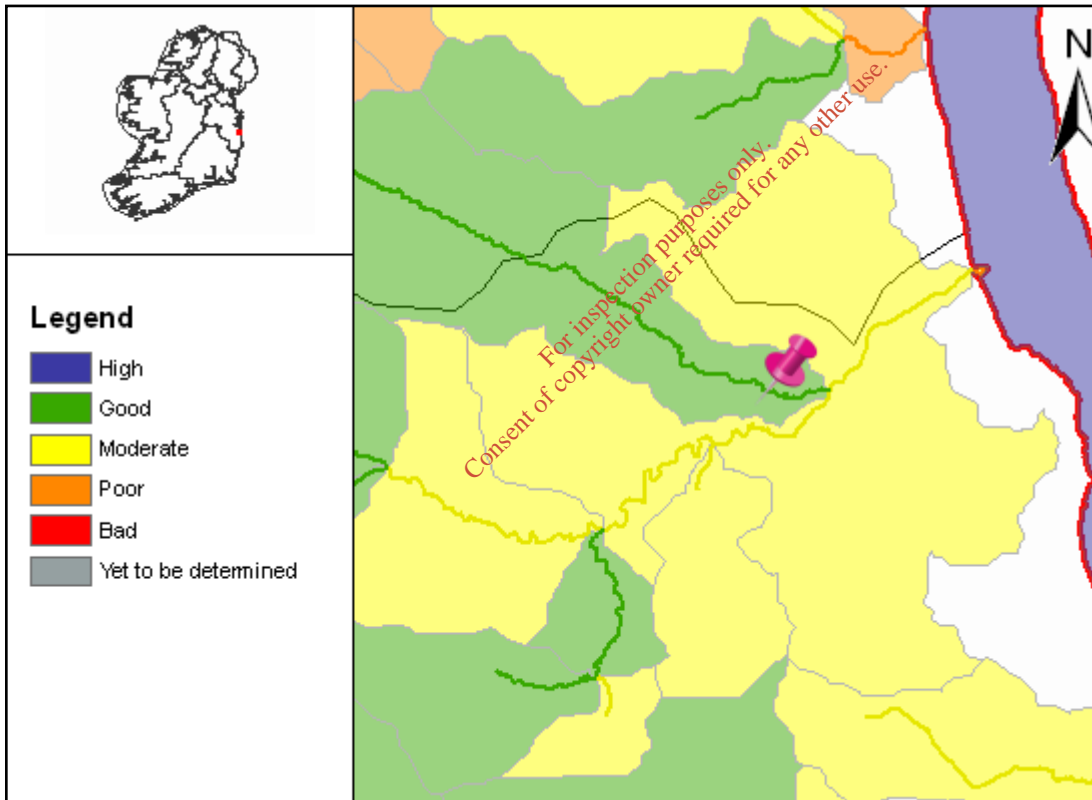 N
Legend
High
Good
Moderate
Poor
Bad
Yet to be determined
For inspection purposes only.
Consent of copyright owner required for any other use.